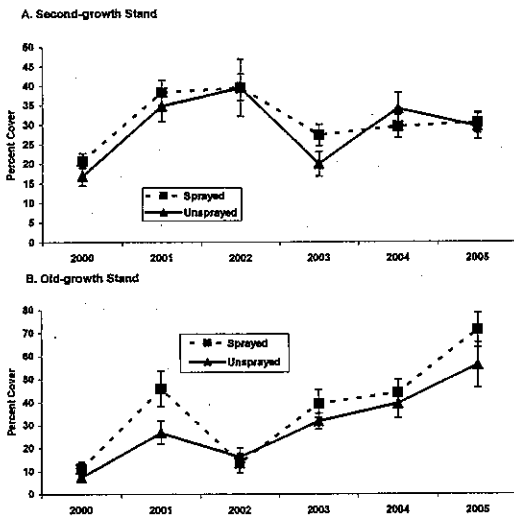 A. Second-growth Stand
50
45
40
35
30
25
20
15
10
5
0
Percent Cover
Sprayed
Unsprayed
2000 2001 2002 2003 2004 2005
B. Old-growth Stand
80
70
60
50
40
30
20
10
0
Percent Cover
Sprayed
Unsprayed
2000 2001 2002 2003 2004 2005